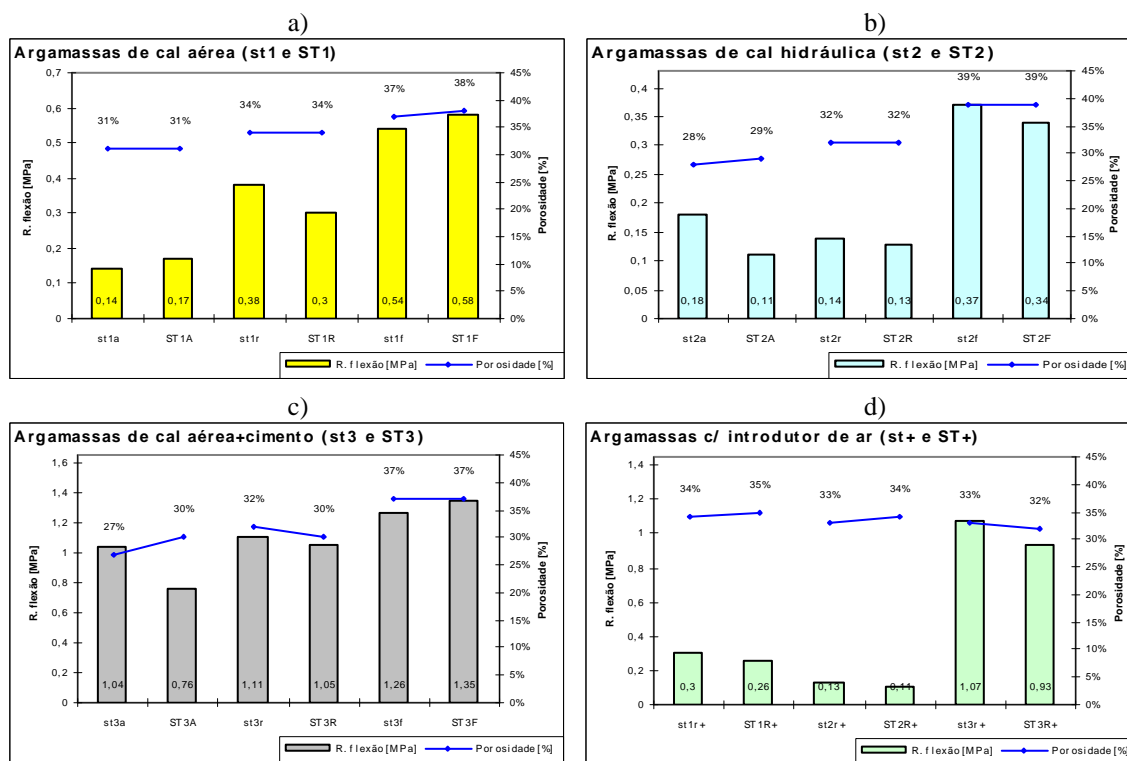 a)
Argamassas de cal aérea (st1 e ST1)
0,7
0,6
0,5
0,4
0,3
0,2
0,1
0
R. flexão [MPa]
31% 31% 34% 34% 37% 38%
0,14 0,17 0,38 0,3 0,54 0,58
45%
40%
35%
30%
25%
20%
15%
10%
5%
0%
Porosidade [%]
st1a ST1A st1r ST1R st1f ST1F
R. flexão [MPa] Porosidade [%]
b)
Argamassas de cal hidráulica (st2 e ST2)
0,4
0,35
0,3
0,25
0,2
0,15
0,1
0,05
0
R. flexão [MPa]
28% 29% 32% 32% 39% 39%
0,18 0,11 0,14 0,13 0,37 0,34
45%
40%
35%
30%
25%
20%
15%
10%
5%
0%
Porosidade [%]
st2a ST2A st2r ST2R st2f ST2F
R. flexão [MPa] Porosidade [%]
c)
Argamassas de cal aérea+cimento (st3 e ST3)
1,6
1,4
1,2
1
0,8
0,6
0,4
0,2
0
R. flexão [MPa]
27% 30% 32% 30% 37% 37%
1,04 0,76 1,11 1,05 1,26 1,35
45%
40%
35%
30%
25%
20%
15%
10%
5%
0%
Porosidade [%]
st3a ST3A st3r ST3R st3f ST3F
R. flexão [MPa] Porosidade [%]
d)
Argamassas c/ introdutor de ar (st+ e ST+)
1,4
1,2
1
0,8
0,6
0,4
0,2
0
R. flexão [MPa]
34% 35% 33% 34% 33% 32%
0,3 0,26 0,13 0,11 1,07 0,93
45%
40%
35%
30%
25%
20%
15%
10%
5%
0%
Porosidade [%]
st1r+ ST1R+ st2r+ ST2R+ st3r+ ST3R+
R. flexão [MPa] Porosidade [%]